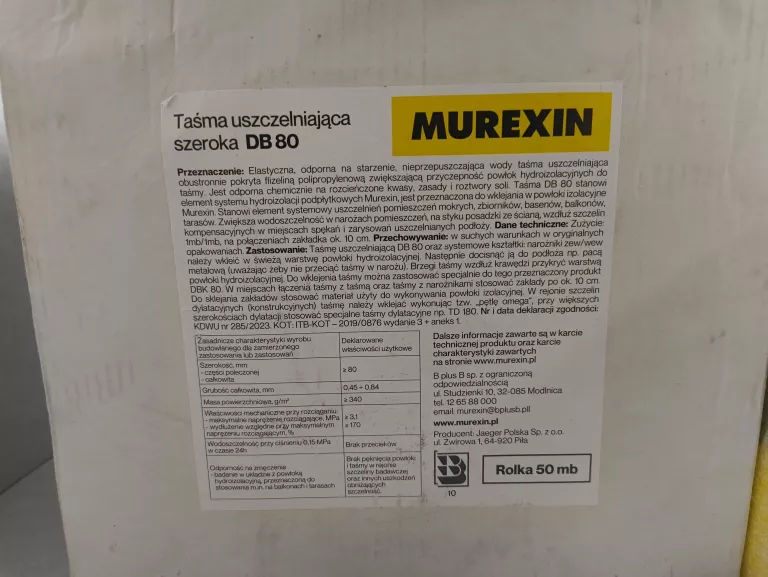 Taśma uszczelniająca
szeroka DB 80
MUREXIN
Przeznaczenie: Elastyczna, odporna na starzenie, nieprzepuszczająca wody taśma uszczelniająca
obustronnie pokryta flizeliną polipropylenową zwiększającą przyczepność powłok hydroizolacyjnych do
taśmy. Jest odporna chemicznie na rozcieńczone kwasy, zasady i roztwory soli. Taśma DB 80 stanowi
element systemu hydroizolacji podpłytkowych Murexin, jest przeznaczona do wklejania w powłoki izolacyjne
Murexin. Stanowi element systemowy uszczelnień pomieszczeń mokrych, zbiorników, basenów, balkonów,
tarasów. Zwiększa wodoszczelność w narożach pomieszczeń, na styku posadzki ze ścianą, wzdłuż szczelin
kompensacyjnych w miejscach spękań i zarysowań uszczelnianych podłoży. Dane techniczne: Zużycie:
1mb/1mb, na połączeniach zakładka ok. 10 cm. Przechowywanie: w suchych warunkach w oryginalnych
opakowaniach. Zastosowanie: Taśmę uszczelniającą DB 80 oraz systemowe kształtki: narożniki zew/wew
należy wkleić w świeżą warstwę powłoki hydroizolacyjnej. Następnie docisnąć ją do podłoża np. pacą
metalową (uważając żeby nie przeciąć taśmy w narożu). Brzegi taśmy wzdłuż krawędzi przykryć warstwą
powłoki hydroizolacyjnej. Do wklejenia taśmy można zastosować specjalnie do tego przeznaczony produkt
DBK 80. W miejscach łączenia taśmy z taśmą oraz taśmy z narożnikami stosować zakłady po ok. 10 cm.
Do sklejania zakładów stosować materiał użyty do wykonywania powłoki izolacyjnej. W rejonie szczelin
dylatacyjnych (konstrukcyjnych) taśmę należy wklejać wykonując tzw. „pętlę omega", przy większych
szerokościach dylatacji stosować specjalne taśmy dylatacyjne np. TD 180. Nr i data deklaracji zgodności:
KDWU nr 285/2023. KOT: ITB-KOT – 2019/0876 wydanie 3 + aneks 1.
Zasadnicze charakterystyki wyrobu
budowlanego dla zamierzonego
zastosowania lub zastosowań
Deklarowane
właściwości użytkowe
Szerokość, mm
- części powleczonej
- całkowita
≥ 80
Grubość całkowita, mm
0,45 ÷ 0,84
Masa powierzchniowa, g/m²
≥ 340
Właściwości mechaniczne przy rozciąganiu:
- maksymalne naprężenie rozciągające, MPa
- wydłużenie względne przy maksymalnym
naprężeniu rozciągającym, %
≥ 3,1
≥ 170
Wodoszczelność przy ciśnieniu 0,15 MPa
w czasie 24h
Brak przecieków
Odporność na zmęczenie
- badanie w układzie z powłoką
hydroizolacyjną, przeznaczoną do
stosowania m.in. na balkonach i tarasach
Brak pęknięcia powłoki
i taśmy w rejonie
szczeliny badawczej
oraz innych uszkodzeń
obniżających
szczelność.
Dalsze informacje zawarte są w karcie
technicznej produktu oraz karcie
charakterystyki zawartych
na stronie www.murexin.pl
B plus B sp. z ograniczoną
odpowiedzialnością
ul. Studzienki 10, 32-085 Modlnica
tel. 12 65 88 000
email: murexin@bplusb.pl
www.murexin.pl
Producent: Jaeger Polska Sp. z o.o.
ul. Żwirowa 1, 64-920 Piła
B
10
Rolka 50 mb